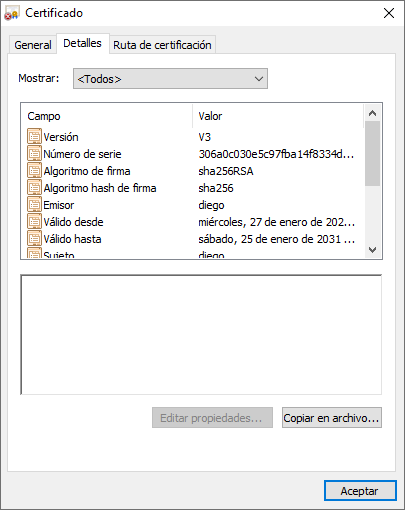 Certificado
General Detalles Ruta de certificación
Mostrar: <Todos>
Campo Valor
Versión V3
Número de serie 306a0c030e5c97fba14f8334d...
Algoritmo de firma sha256RSA
Algoritmo hash de firma sha256
Emisor diego
Válido desde miércoles, 27 de enero de 202...
Válido hasta sábado, 25 de enero de 2031 ...
Sujeto diego
Editar propiedades... Copiar en archivo...
Aceptar